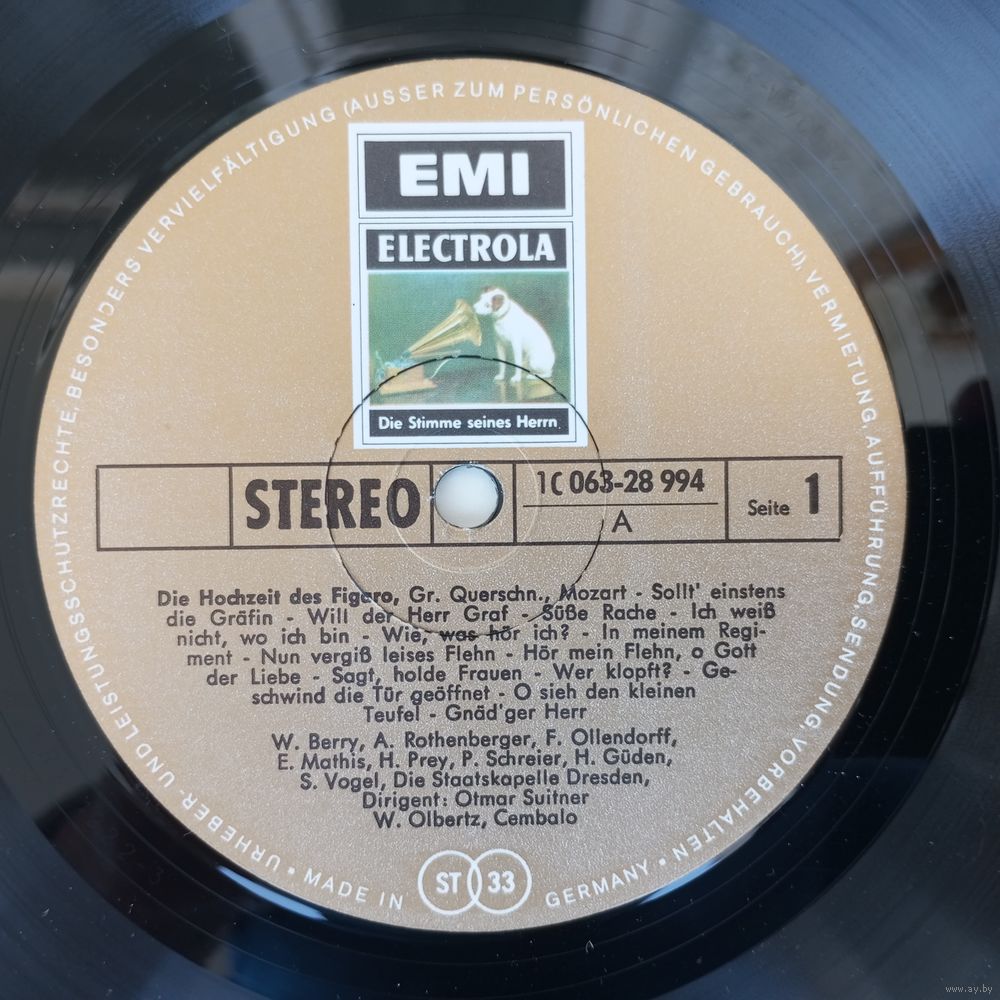 URHEBER- UND LEISTUNGSSCHUTZRECHTE, BESONDERS VERVIELFÄLTIGUNG (AUSSER ZUM PERSÖNLICHEN GEBRAUCH), VERMIETUNG, AUFFÜHRUNG, SENDUNG, VORBEHALTEN •
EMI
ELECTROLA
Die Stimme seines Herrn
STEREO
1C 063-28 994
A
Seite 1
Die Hochzeit des Figaro, Gr. Querschn., Mozart - Sollt' einstens
die Gräfin - Will der Herr Graf - Süße Rache - Ich weiß
nicht, wo ich bin - Wie, was hör ich? - In meinem Regi-
ment - Nun vergiß leises Flehn - Hör mein Flehn, o Gott
der Liebe - Sagt, holde Frauen - Wer klopft? - Ge-
schwind die Tür geöffnet - O sieh den kleinen
Teufel - Gnäd'ger Herr
W. Berry, A. Rothenberger, F. Ollendorff,
E. Mathis, H. Prey, P. Schreier, H. Güden,
S. Vogel, Die Staatskapelle Dresden,
Dirigent: Otmar Suitner
W. Olbertz, Cembalo
• MADE IN GERMANY •
ST 33
www.ay.by